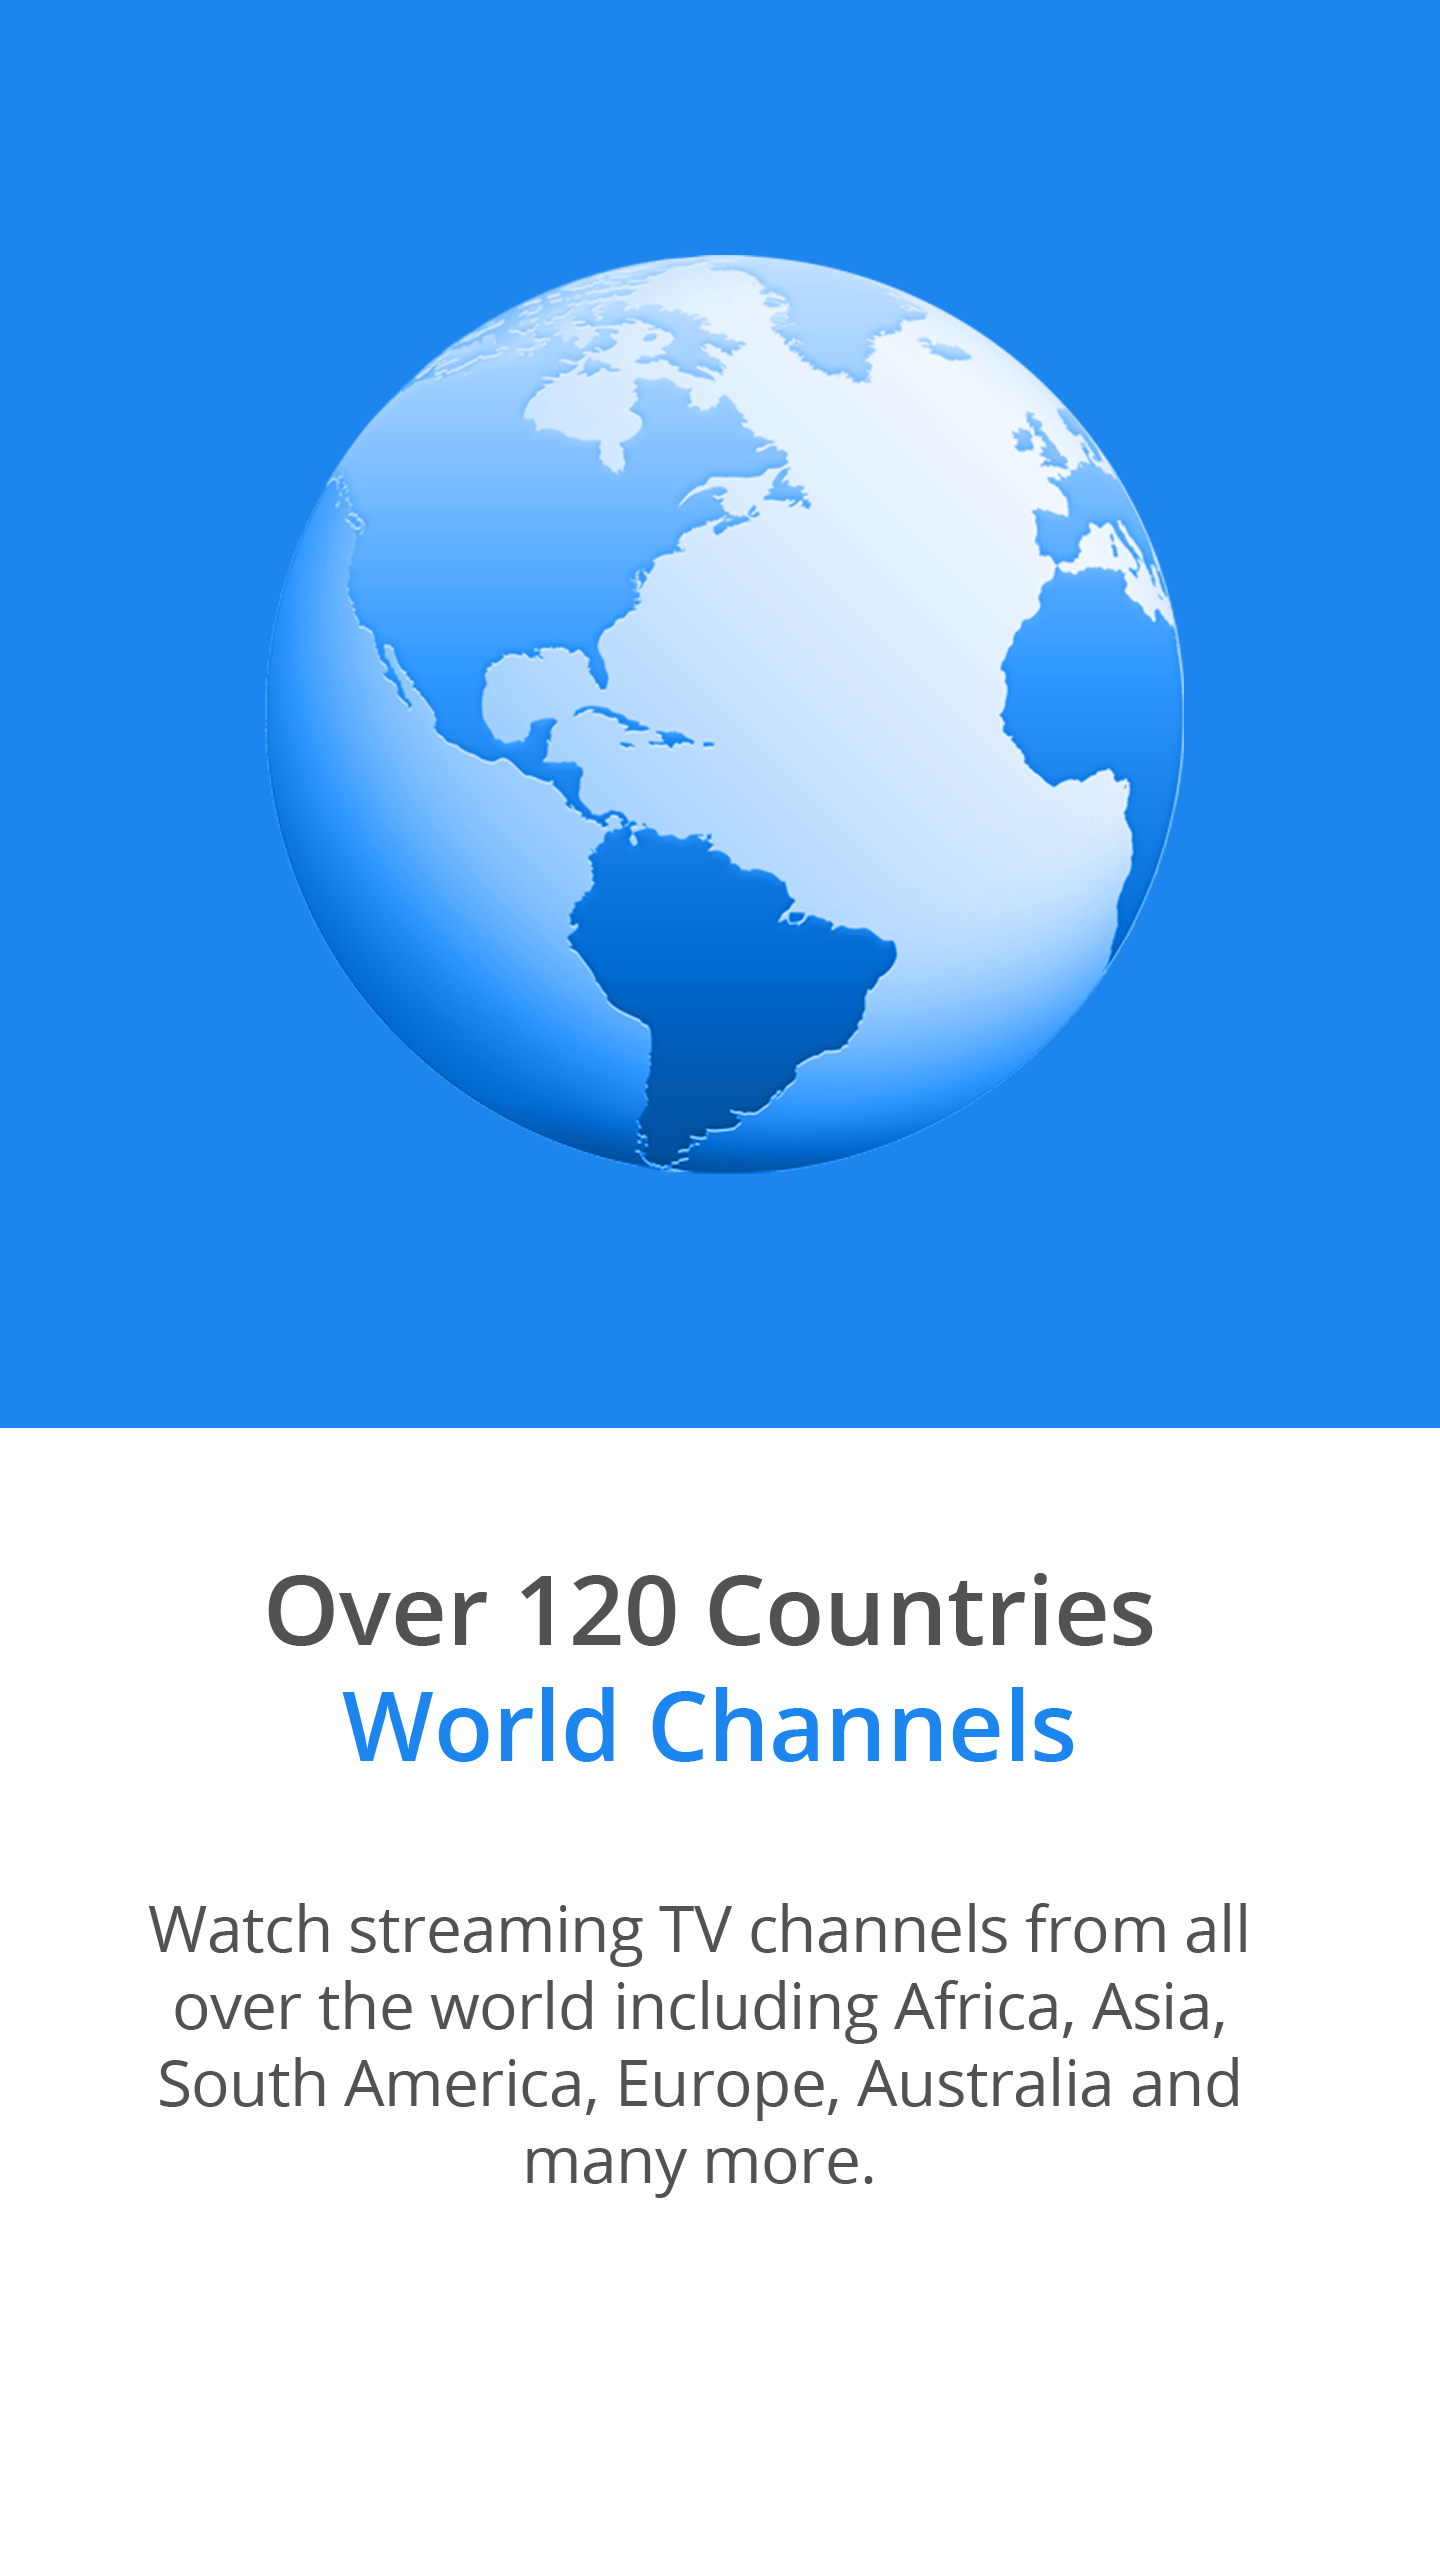 Over 120 Countries
World Channels
Watch streaming TV channels from all
over the world including Africa, Asia,
South America, Europe, Australia and
many more.